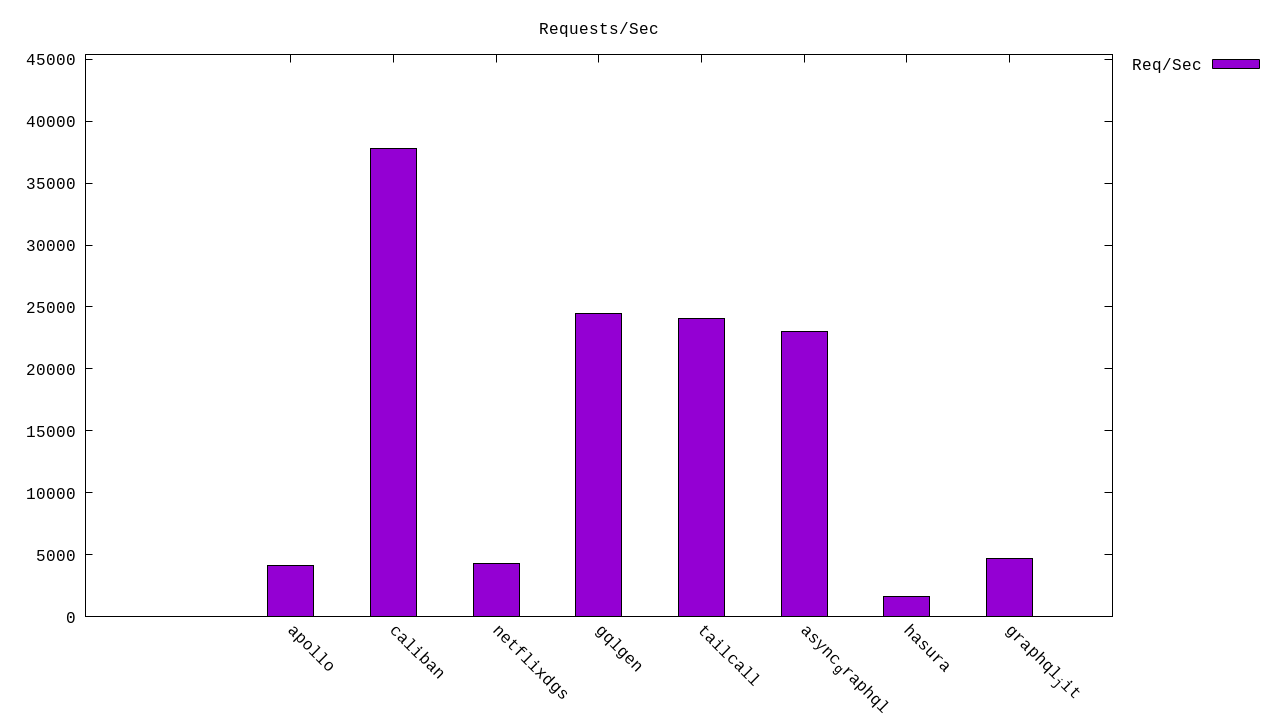 Requests/Sec
Req/Sec
45000
40000
35000
30000
25000
20000
15000
10000
5000
0
apollo
caliban
netflixdgs
gqlgen
tailcall
async_graphql
hasura
graphql_jit